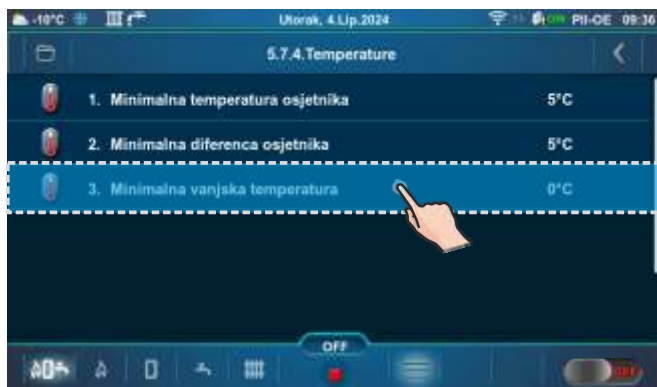 -10°C Utorak, 4.Lip.2024 PII-OE 09:36
5.7.4.Temperature
1. Minimalna temperatura osjetnika 5°C
2. Minimalna diferenca osjetnika 5°C
3. Minimalna vanjska temperatura 0°C
OFF
OFF